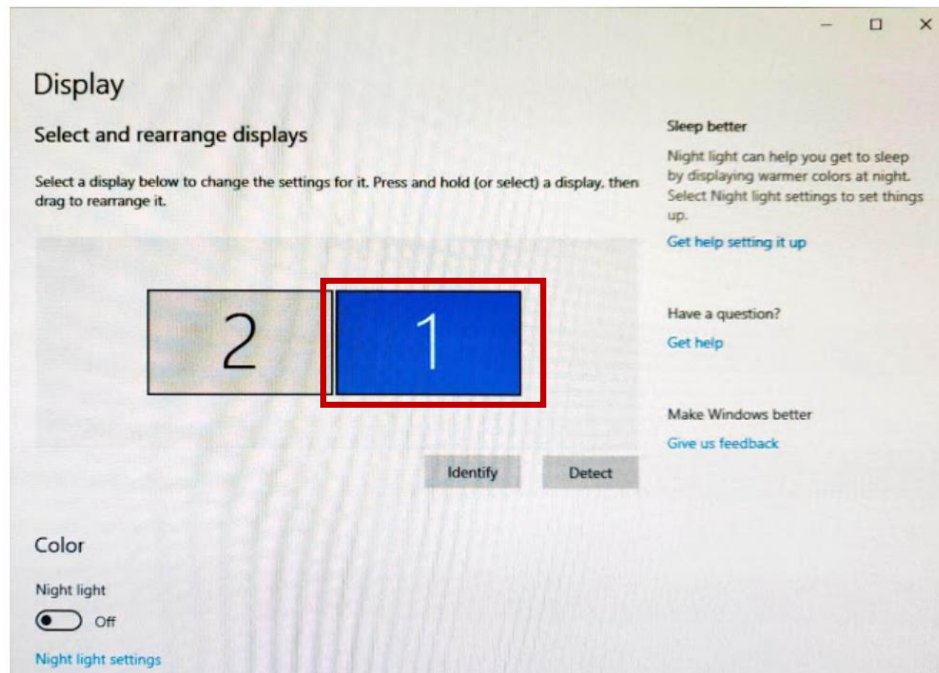 Display
Select and rearrange displays
Select a display below to change the settings for it. Press and hold (or select) a display, then
drag to rearrange it.
2
1
Identify
Detect
Color
Night light
Off
Night light settings
Sleep better
Night light can help you get to sleep
by displaying warmer colors at night.
Select Night light settings to set things
up.
Get help setting it up
Have a question?
Get help
Make Windows better
Give us feedback